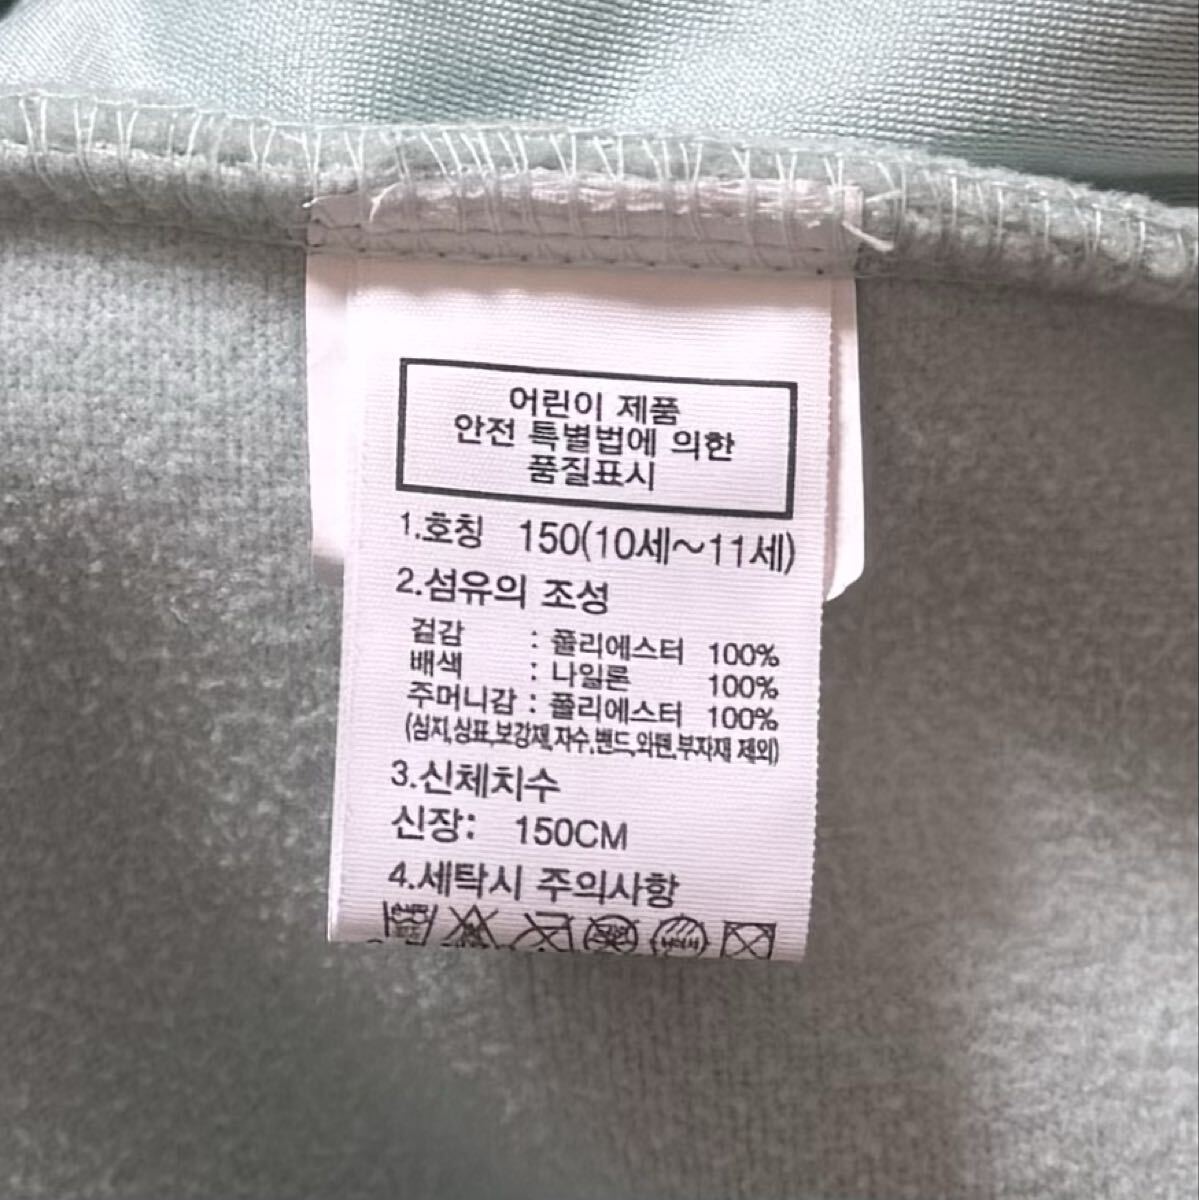 어린이 제품
안전 특별법에 의한
품질표시
1.호칭 150(10세~11세)
2.섬유의 조성
겉감 : 폴리에스터 100%
배색 : 나일론 100%
주머니감 : 폴리에스터 100%
(심지,상표,보강재,자수,밴드,와펜,부자재 제외)
3.신체치수
신장: 150CM
4.세탁시 주의사항